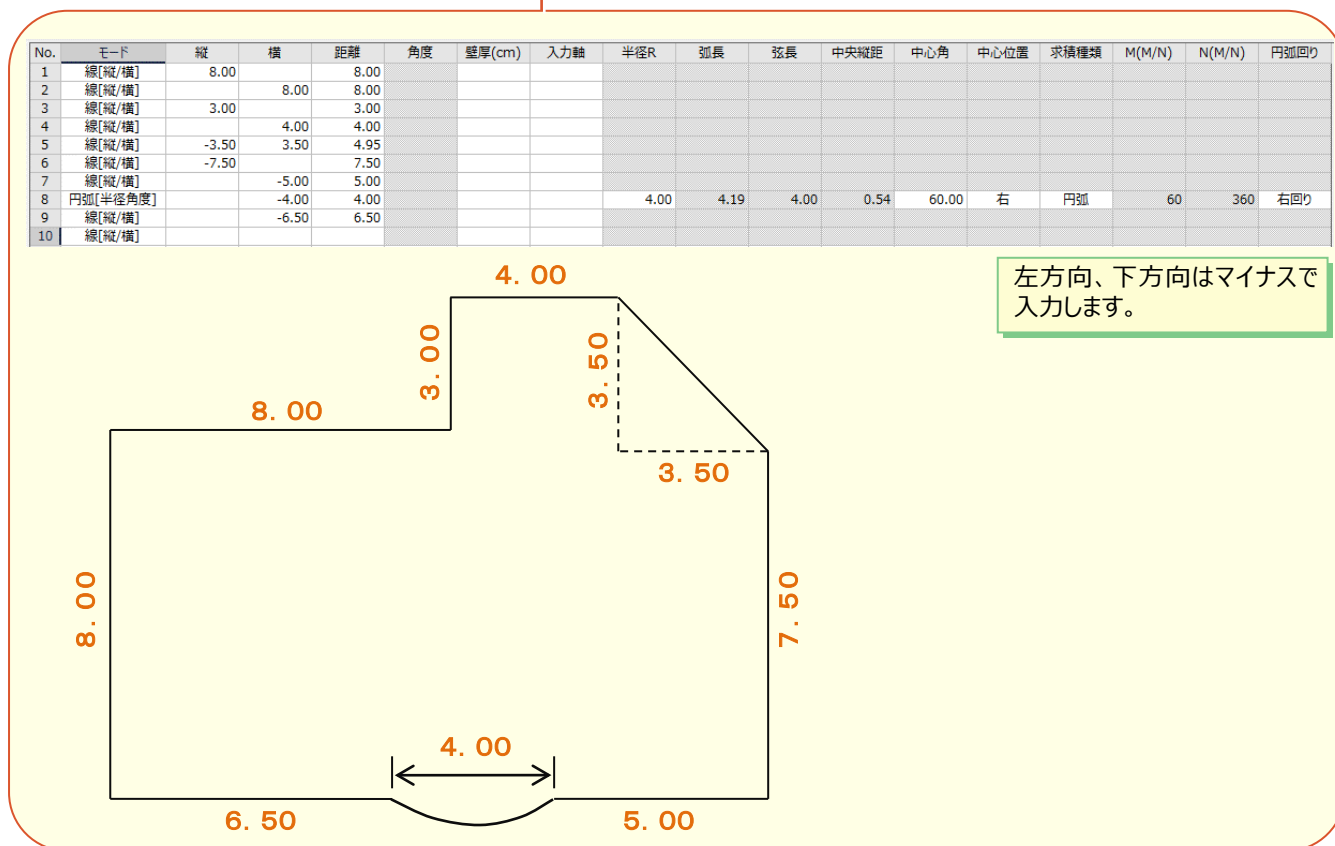 No. モード 縦 横 距離 角度 壁厚(cm) 入力軸 半径R 弧長 弦長 中央縦距 中心角 中心位置 求積種類 M(M/N) N(M/N) 円弧回り
1 線[縦/横] 8.00 8.00
2 線[縦/横] 8.00 8.00
3 線[縦/横] 3.00 3.00
4 線[縦/横] 4.00 4.00
5 線[縦/横] -3.50 3.50 4.95
6 線[縦/横] -7.50 7.50
7 線[縦/横] -5.00 5.00
8 円弧[半径角度] -4.00 4.00 4.00 4.19 4.00 0.54 60.00 右 円弧 60 360 右回り
9 線[縦/横] -6.50 6.50
10 線[縦/横]
左方向、下方向はマイナスで
入力します。
4.00
3.00
3.50
8.00
3.50
8.00
7.50
4.00
6.50
5.00